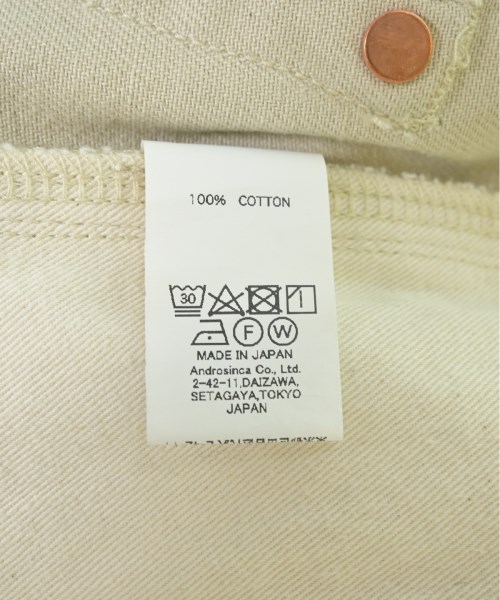 100% COTTON
30
F W
MADE IN JAPAN
Androsinca Co., Ltd.
2-42-11,DAIZAWA,
SETAGAYA,TOKYO
JAPAN